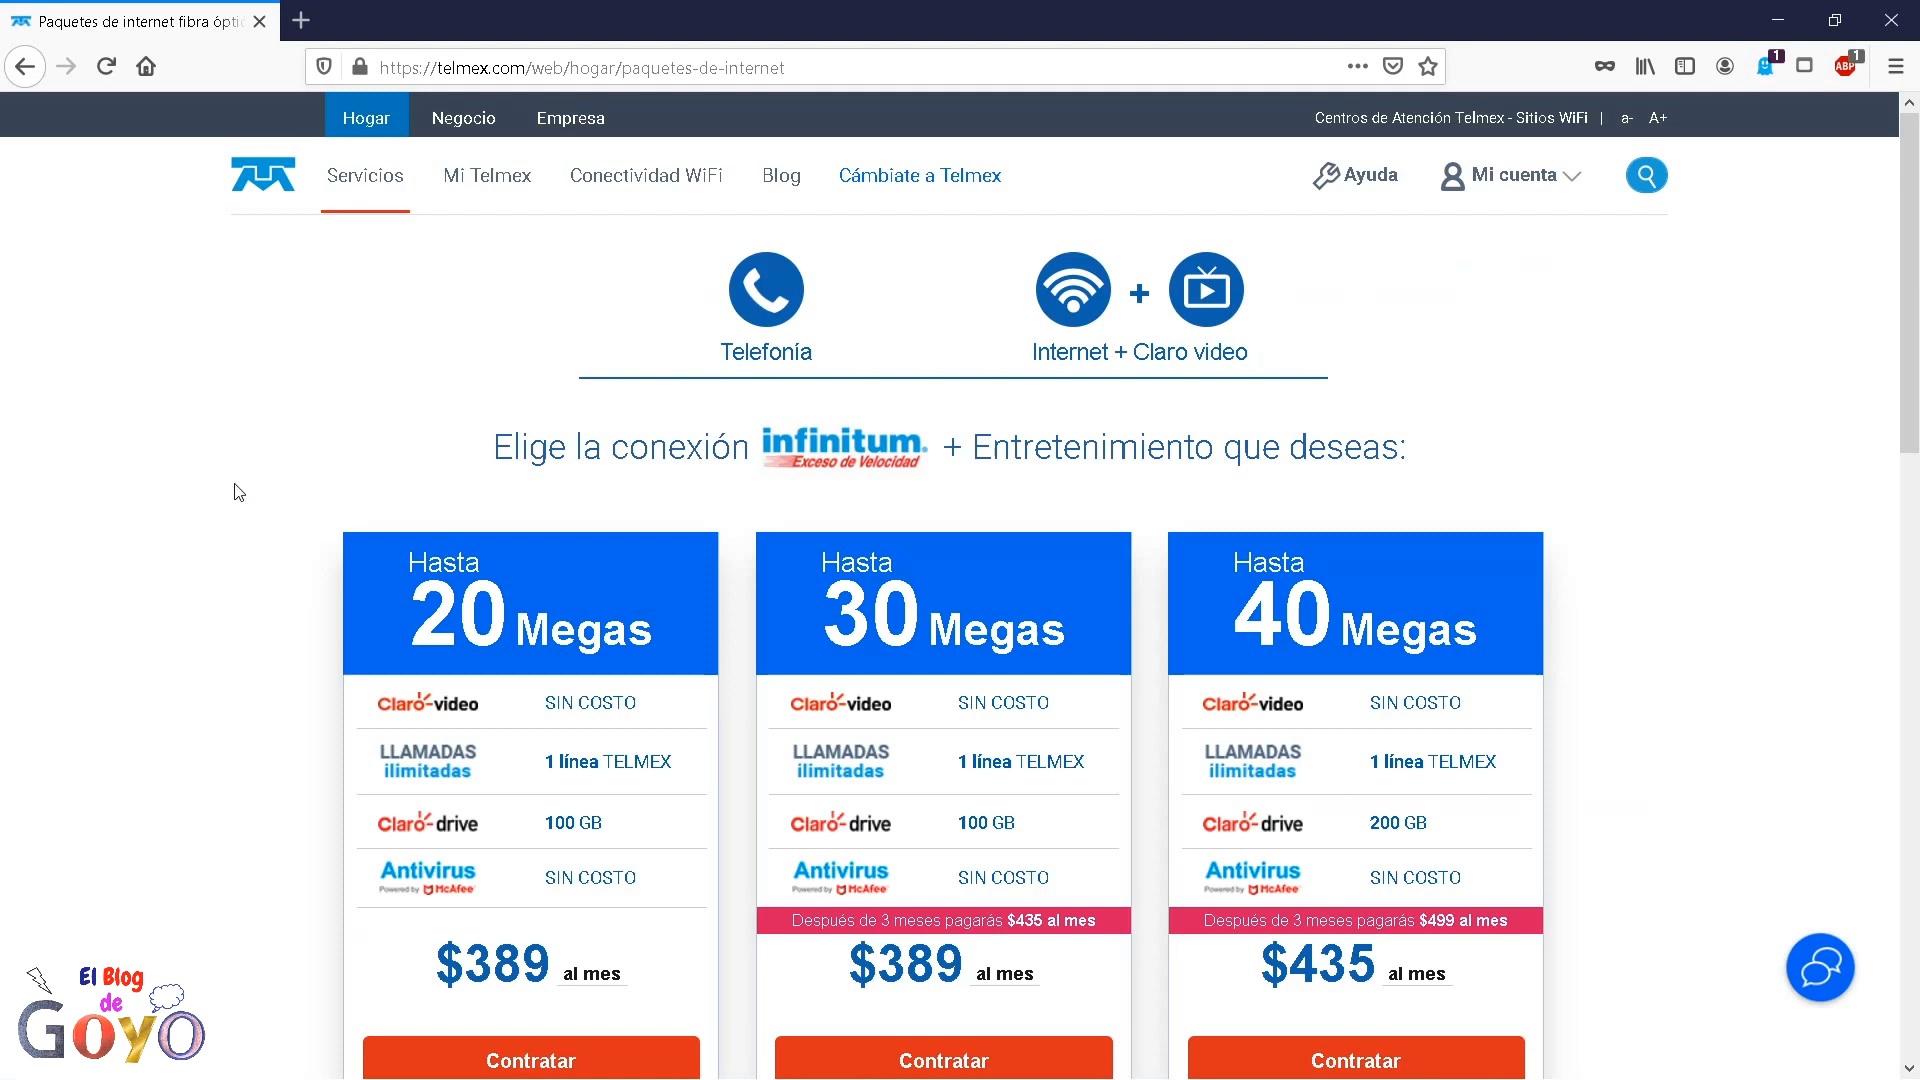 Paquetes de internet fibra ópti
https://telmex.com/web/hogar/paquetes-de-internet
1
ABP
1
Hogar
Negocio
Empresa
Centros de Atención Telmex - Sitios WiFi | a- A+
Servicios
Mi Telmex
Conectividad WiFi
Blog
Cámbiate a Telmex
Ayuda
Mi cuenta
Telefonía
+
Internet + Claro video
Elige la conexión infinitum. + Entretenimiento que deseas:
Exceso de Velocidad
Hasta
20 Megas
Claro-video SIN COSTO
LLAMADAS
ilimitadas
1 línea TELMEX
Claro-drive 100 GB
Antivirus
Powered by McAfee
SIN COSTO
$389 al mes
Contratar
Hasta
30 Megas
Claro-video SIN COSTO
LLAMADAS
ilimitadas
1 línea TELMEX
Claro-drive 100 GB
Antivirus
Powered by McAfee
SIN COSTO
Después de 3 meses pagarás $435 al mes
$389 al mes
Contratar
Hasta
40 Megas
Claro-video SIN COSTO
LLAMADAS
ilimitadas
1 línea TELMEX
Claro-drive 200 GB
Antivirus
Powered by McAfee
SIN COSTO
Después de 3 meses pagarás $499 al mes
$435 al mes
Contratar
El Blog
de
GOYO